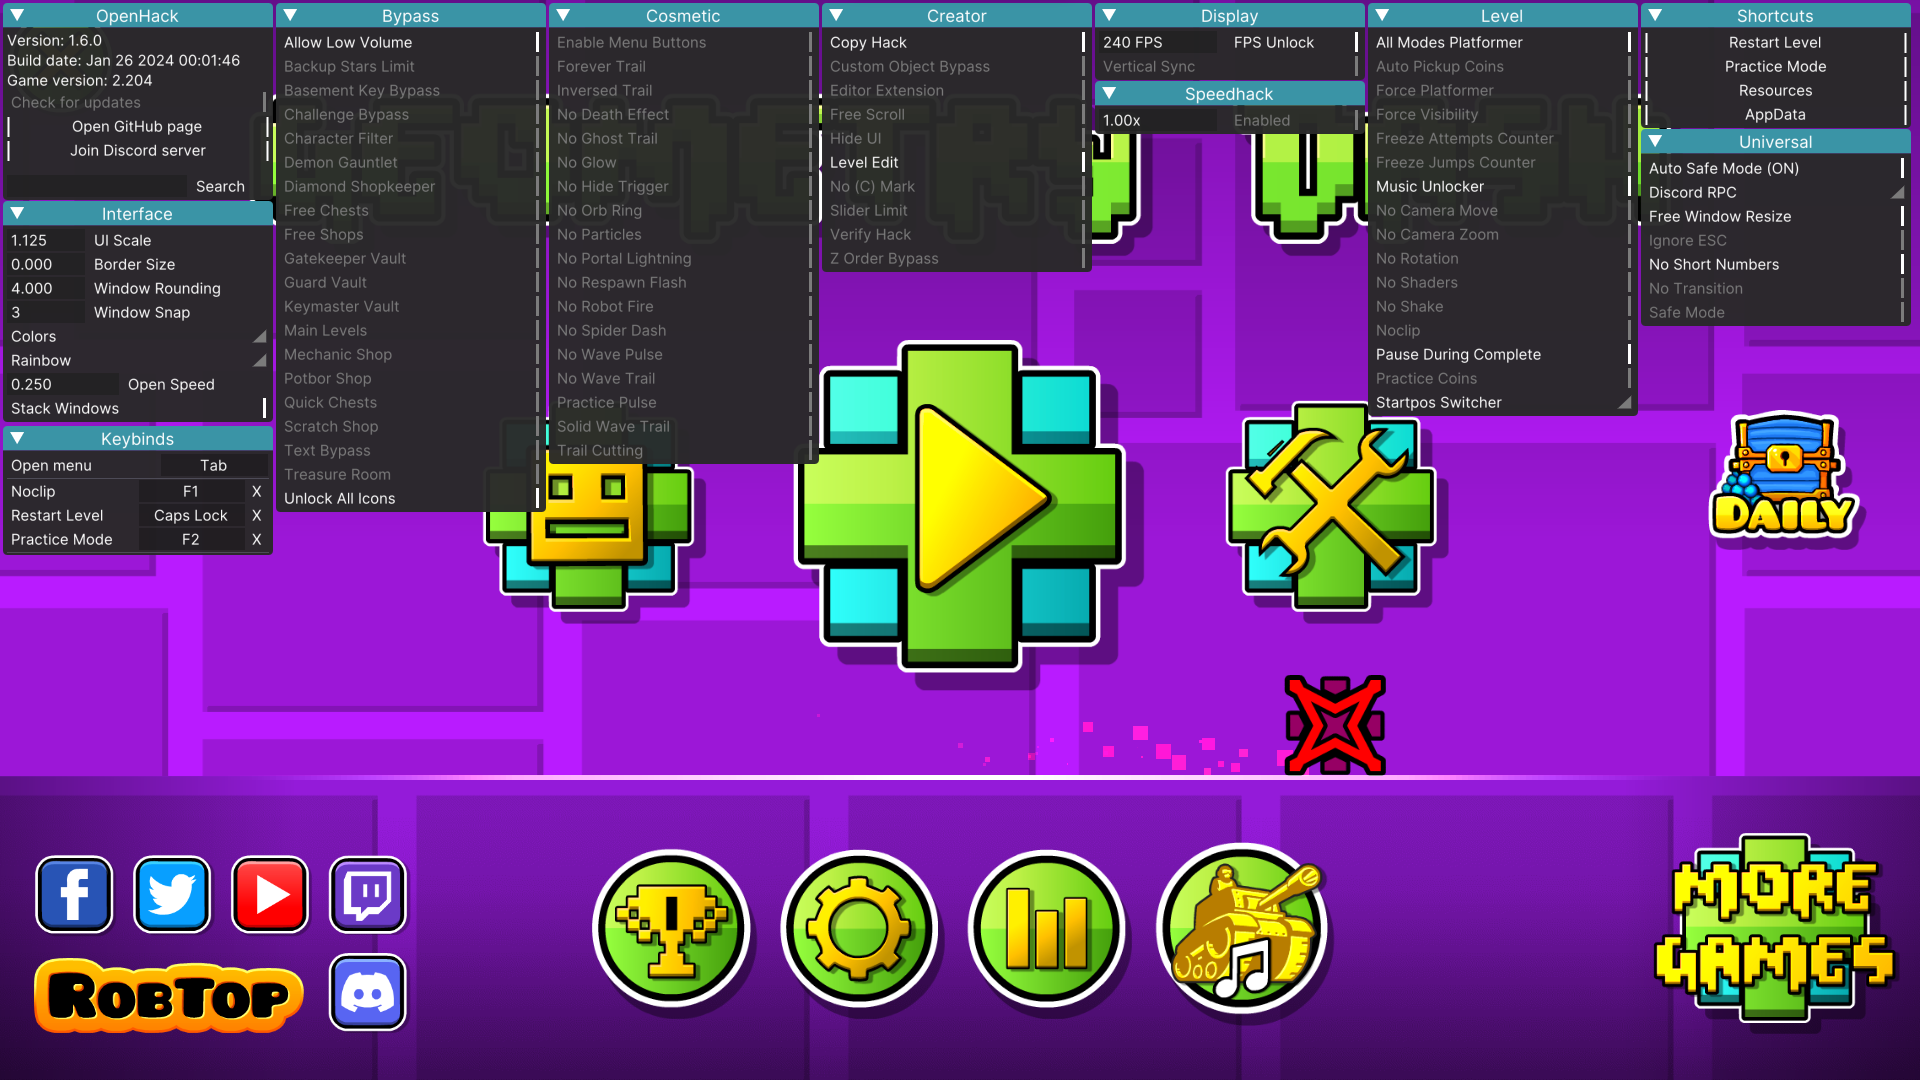 OpenHack
Version: 1.6.0
Build date: Jan 26 2024 00:01:46
Game version: 2.204
Check for updates
Open GitHub page
Join Discord server
Search
Interface
1.125 UI Scale
0.000 Border Size
4.000 Window Rounding
3 Window Snap
Colors
Rainbow
0.250 Open Speed
Stack Windows
Keybinds
Open menu Tab
Noclip F1 X
Restart Level Caps Lock X
Practice Mode F2 X
Bypass
Allow Low Volume
Backup Stars Limit
Basement Key Bypass
Challenge Bypass
Character Filter
Demon Gauntlet
Diamond Shopkeeper
Free Chests
Free Shops
Gatekeeper Vault
Guard Vault
Keymaster Vault
Main Levels
Mechanic Shop
Potbor Shop
Quick Chests
Scratch Shop
Text Bypass
Treasure Room
Unlock All Icons
Cosmetic
Enable Menu Buttons
Forever Trail
Inversed Trail
No Death Effect
No Ghost Trail
No Glow
No Hide Trigger
No Orb Ring
No Particles
No Portal Lightning
No Respawn Flash
No Robot Fire
No Spider Dash
No Wave Pulse
No Wave Trail
Practice Pulse
Solid Wave Trail
Trail Cutting
Creator
Copy Hack
Custom Object Bypass
Editor Extension
Free Scroll
Hide UI
Level Edit
No (C) Mark
Slider Limit
Verify Hack
Z Order Bypass
Display
240 FPS FPS Unlock
Vertical Sync
Speedhack
1.00x Enabled
Level
All Modes Platformer
Auto Pickup Coins
Force Platformer
Force Visibility
Freeze Attempts Counter
Freeze Jumps Counter
Music Unlocker
No Camera Move
No Camera Zoom
No Rotation
No Shaders
No Shake
Noclip
Pause During Complete
Practice Coins
Startpos Switcher
Shortcuts
Restart Level
Practice Mode
Resources
AppData
Universal
Auto Safe Mode (ON)
Discord RPC
Free Window Resize
Ignore ESC
No Short Numbers
No Transition
Safe Mode
DAILY
ROBTOP
MORE
GAMES